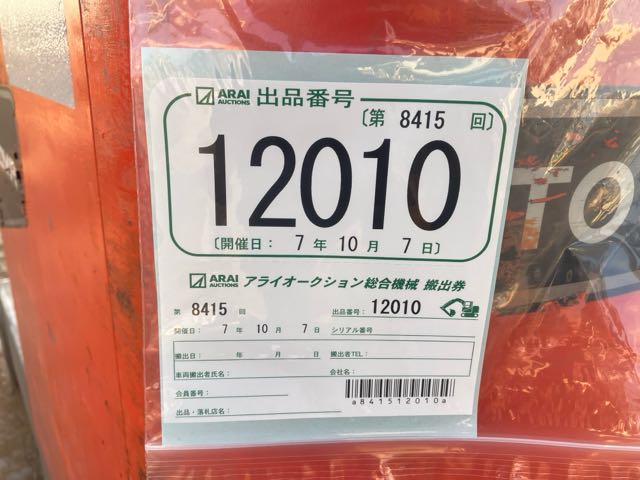 ARAI AUCTIONS 出品番号
〔第 8415 回〕
12010
〔開催日： 7 年 10 月 7 日〕
ARAI AUCTIONS アライオークション総合機械 搬出券
第 8415 回 出品番号： 12010
開催日： 7 年 10 月 7 日 シリアル番号
搬出日： 年 月 日 搬出者TEL：
車両搬出者氏名： 会社名：
会員番号：
a841512010a
出品・落札店名：
TO